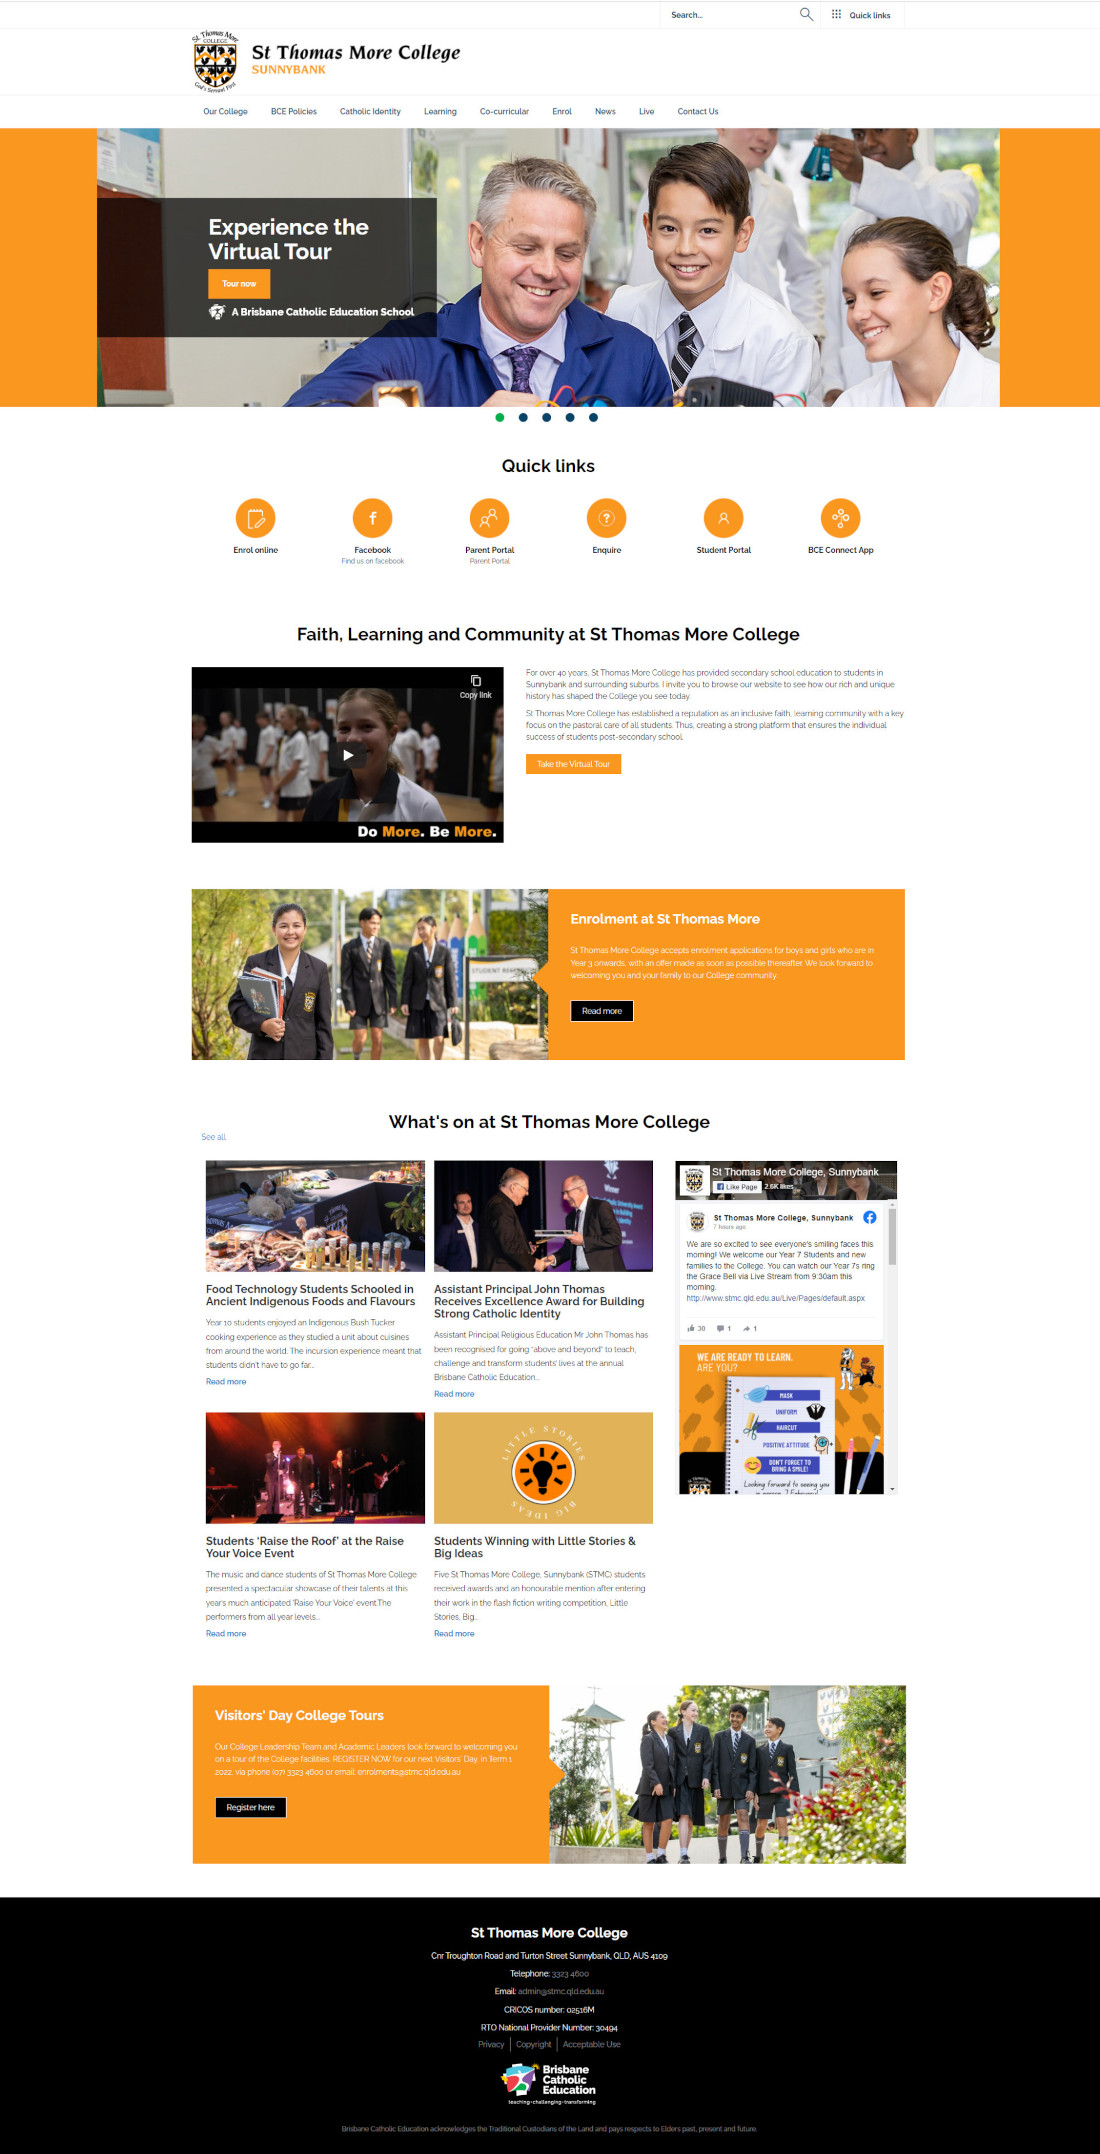 Search...
Quick links
St Thomas More
COLLEGE
God's Servant First
St Thomas More College
SUNNYBANK
Our College
BCE Policies
Catholic Identity
Learning
Co-curricular
Enrol
News
Live
Contact Us
Experience the
Virtual Tour
Tour now
A Brisbane Catholic Education School
Quick links
Enrol online
Facebook
Find us on facebook
Parent Portal
Parent Portal
Enquire
Student Portal
BCE Connect App
Faith, Learning and Community at St Thomas More College
Copy link
Do More. Be More.
For over 40 years, St Thomas More College has provided secondary school education to students in
Sunnybank and surrounding suburbs. I invite you to browse our website to see how our rich and unique
history has shaped the College you see today.
St Thomas More College has established a reputation as an inclusive faith, learning community with a key
focus on the pastoral care of all students. Thus, creating a strong platform that ensures the individual
success of students post-secondary school.
Take the Virtual Tour
STUDENT
Enrolment at St Thomas More
St Thomas More College accepts enrolment applications for boys and girls who are in
Year 3 onwards, with an offer made as soon as possible thereafter. We look forward to
welcoming you and your family to our College community.
Read more
What's on at St Thomas More College
See all
Food Technology Students Schooled in
Ancient Indigenous Foods and Flavours
Year 10 students enjoyed an Indigenous Bush Tucker
cooking experience as they studied a unit about cuisines
from around the world. The incursion experience meant that
students didn't have to go far...
Read more
Winner
Assistant Principal John Thomas
Receives Excellence Award for Building
Strong Catholic Identity
Assistant Principal Religious Education Mr John Thomas has
been recognised for going "above and beyond" to teach,
challenge and transform students' lives at the annual
Brisbane Catholic Education...
Read more
Students 'Raise the Roof' at the Raise
Your Voice Event
The music and dance students of St Thomas More College
presented a spectacular showcase of their talents at this
year's much anticipated 'Raise Your Voice' event.The
performers from all year levels...
Read more
LITTLE STORIES
BIG IDEAS
Students Winning with Little Stories &
Big Ideas
Five St Thomas More College, Sunnybank (STMC) students
received awards and an honourable mention after entering
their work in the flash fiction writing competition, Little
Stories, Big...
Read more
St Thomas More College, Sunnybank
Like Page
2.6K likes
St Thomas More College, Sunnybank
7 hours ago
We are so excited to see everyone's smiling faces this
morning! We welcome our Year 7 Students and new
families to the College. You can watch our Year 7s ring
the Grace Bell via Live Stream from 9:30am this
morning.
http://www.stmc.qld.edu.au/Live/Pages/default.aspx
30
1
1
WE ARE READY TO LEARN.
ARE YOU?
MASK
UNIFORM
HAIRCUT
POSITIVE ATTITUDE
DON'T FORGET TO
BRING A SMILE!
Looking forward to seeing you
in person 7 February!
Visitors' Day College Tours
Our College Leadership Team and Academic Leaders look forward to welcoming you
on a tour of the College facilities. REGISTER NOW for our next Visitors' Day, in Term 1
2022, via phone (07) 3323 4600 or email: enrolments@stmc.qld.edu.au
Register here
St Thomas More College
Cnr Troughton Road and Turton Street Sunnybank, QLD, AUS 4109
Telephone: 3323 4600
Email: admin@stmc.qld.edu.au
CRICOS number: 02516M
RTO National Provider Number: 30494
Privacy
Copyright
Acceptable Use
Brisbane
Catholic
Education
teaching•challenging•transforming
Brisbane Catholic Education acknowledges the Traditional Custodians of the Land and pays respects to Elders past, present and future.